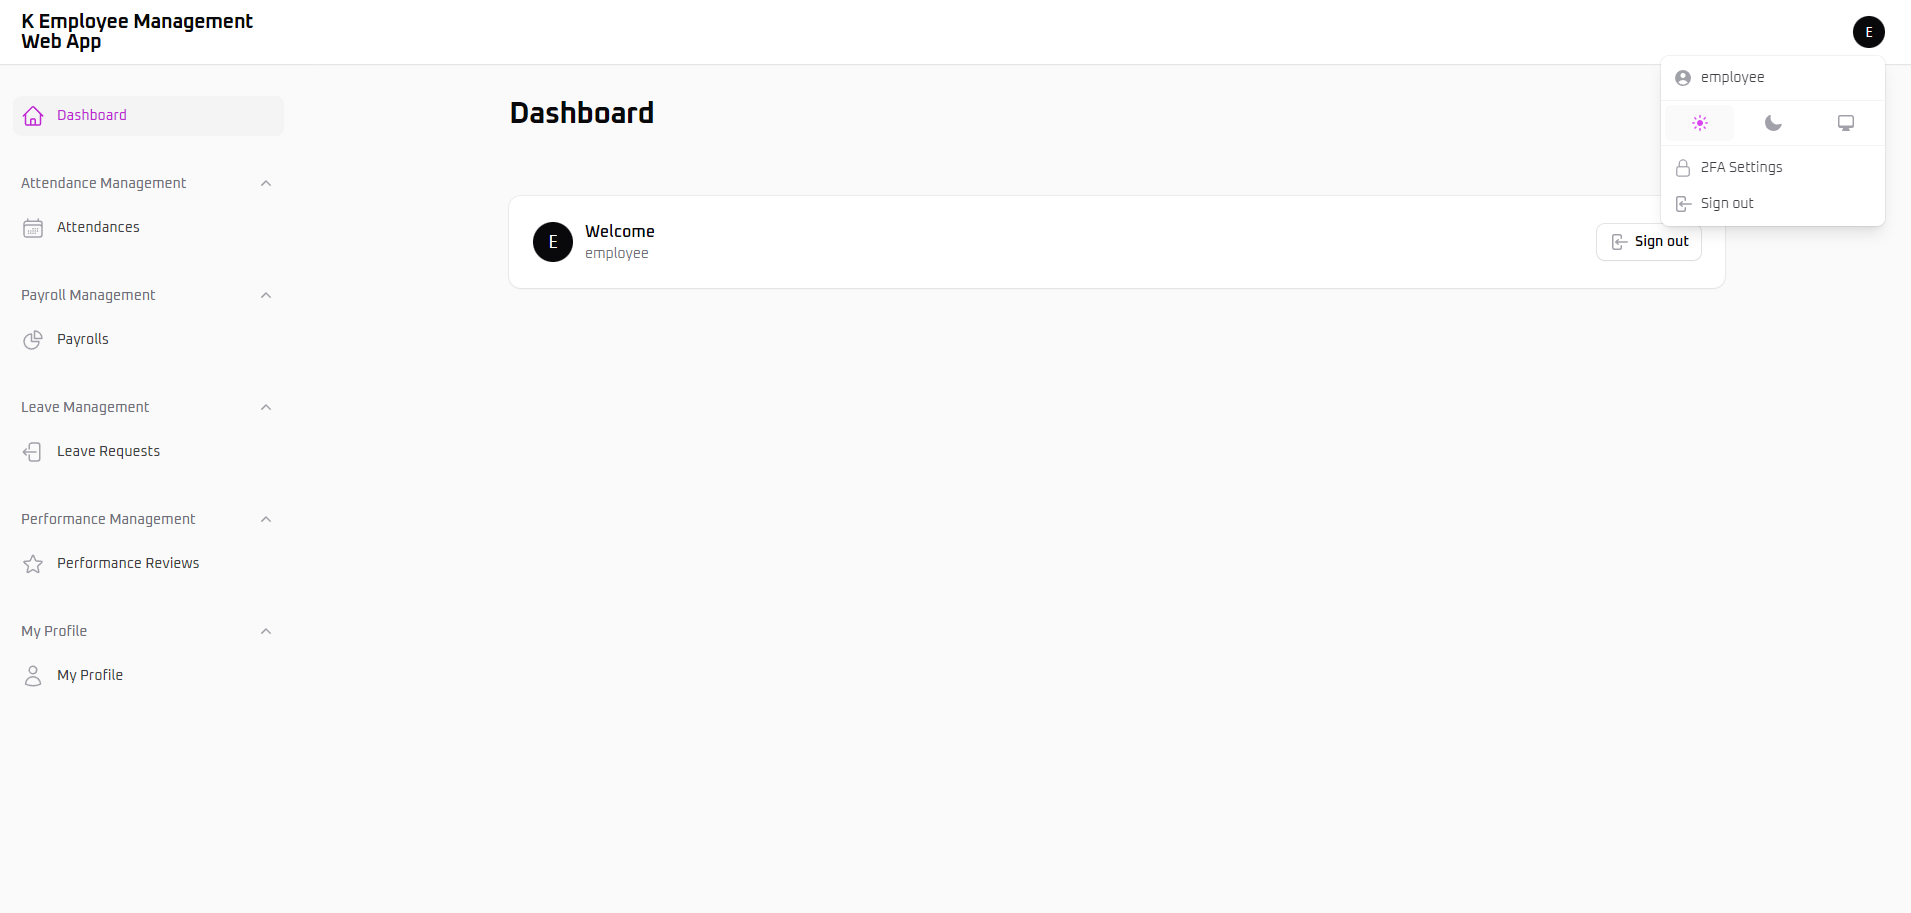 K Employee Management
Web App
E
employee
2FA Settings
Sign out
Dashboard
Attendance Management
Attendances
Payroll Management
Payrolls
Leave Management
Leave Requests
Performance Management
Performance Reviews
My Profile
My Profile
Dashboard
E
Welcome
employee
Sign out